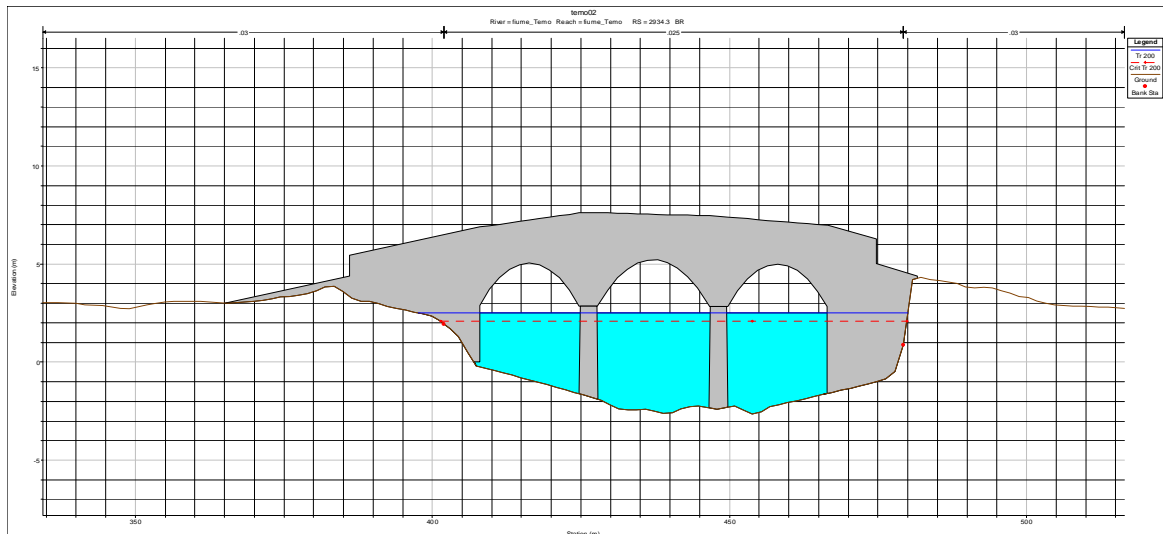 temo02
River = fiume_Temo Reach = fiume_Temo RS = 2934.3 BR
.03 .025 .03
Legend
Tr 200
Crit Tr 200
Ground
Bank Sta
15
10
5
0
-5
Elevation (m)
350 400 450 500
Station (m)